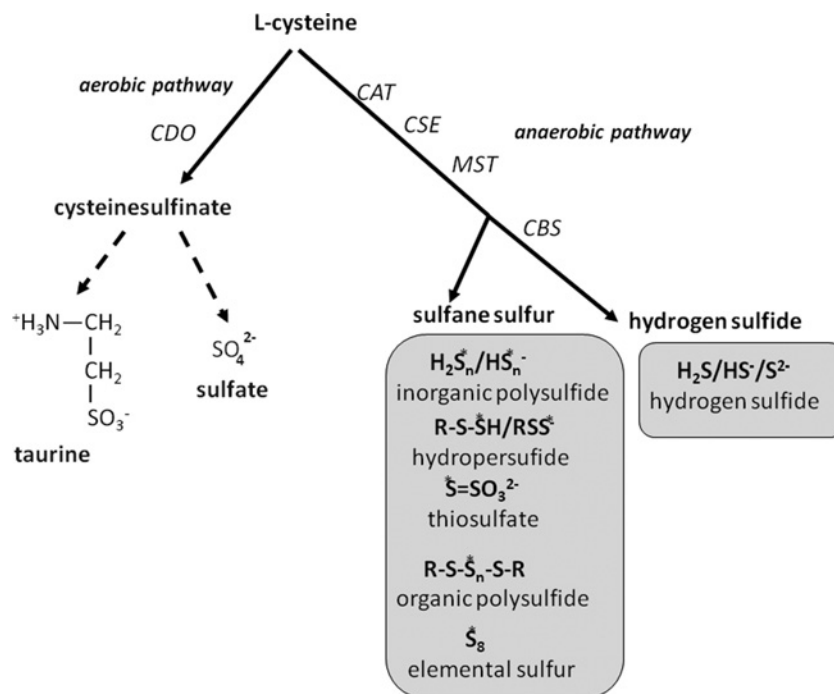 L-cysteine
aerobic pathway
CDO
CAT
CSE
MST
anaerobic pathway
CBS
cysteinesulfinate
⁺H₃N—CH₂
CH₂
SO₃⁻
taurine
SO₄²⁻
sulfate
sulfane sulfur
H₂S*ₙ/HS*ₙ⁻
inorganic polysulfide
R-S-S*H/RSS*⁻
hydropersufide
S*=SO₃²⁻
thiosulfate
R-S-S*ₙ-S-R
organic polysulfide
S*₈
elemental sulfur
hydrogen sulfide
H₂S/HS⁻/S²⁻
hydrogen sulfide